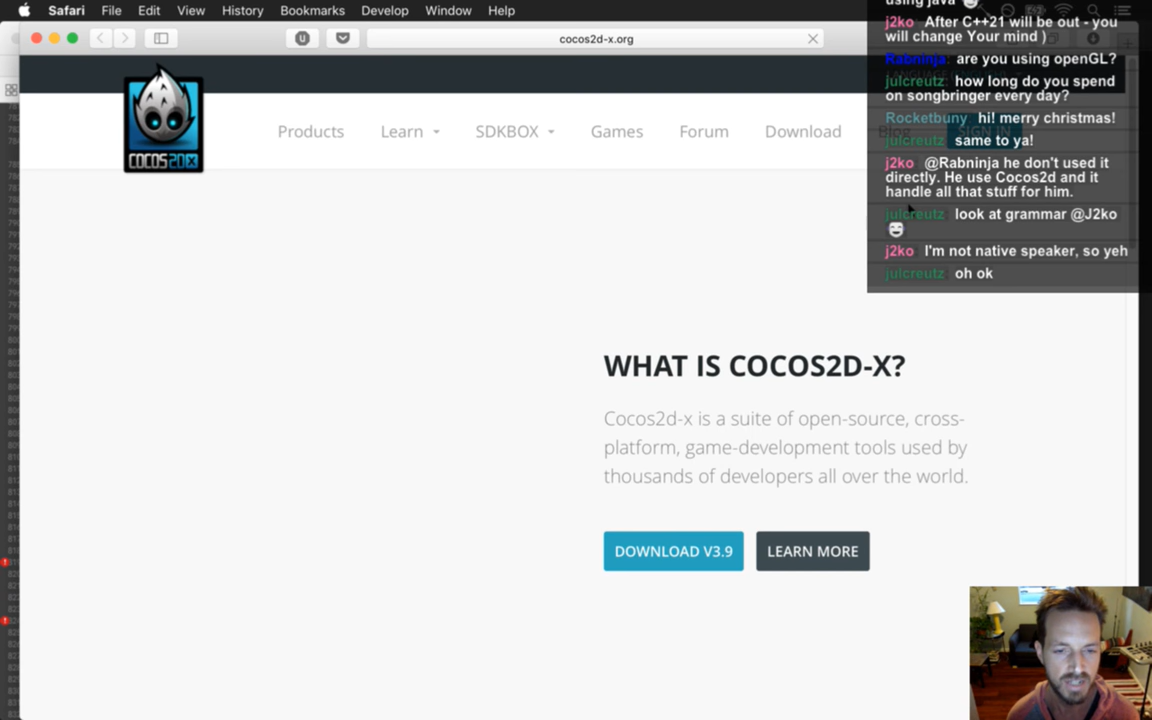 Safari File Edit View History Bookmarks Develop Window Help
cocos2d-x.org
COCOS2DX
Products Learn SDKBOX Games Forum Download Blog SIGN IN
using java
j2ko After C++21 will be out - you
will change Your mind )
Rabninja: are you using openGL?
julcreutz how long do you spend
on songbringer every day?
Rocketbuny hi! merry christmas!
julcreutz same to ya!
j2ko @Rabninja he don't used it
directly. He use Cocos2d and it
handle all that stuff for him.
julcreutz look at grammar @J2ko
j2ko I'm not native speaker, so yeh
julcreutz oh ok
WHAT IS COCOS2D-X?
Cocos2d-x is a suite of open-source, cross-
platform, game-development tools used by
thousands of developers all over the world.
DOWNLOAD V3.9 LEARN MORE